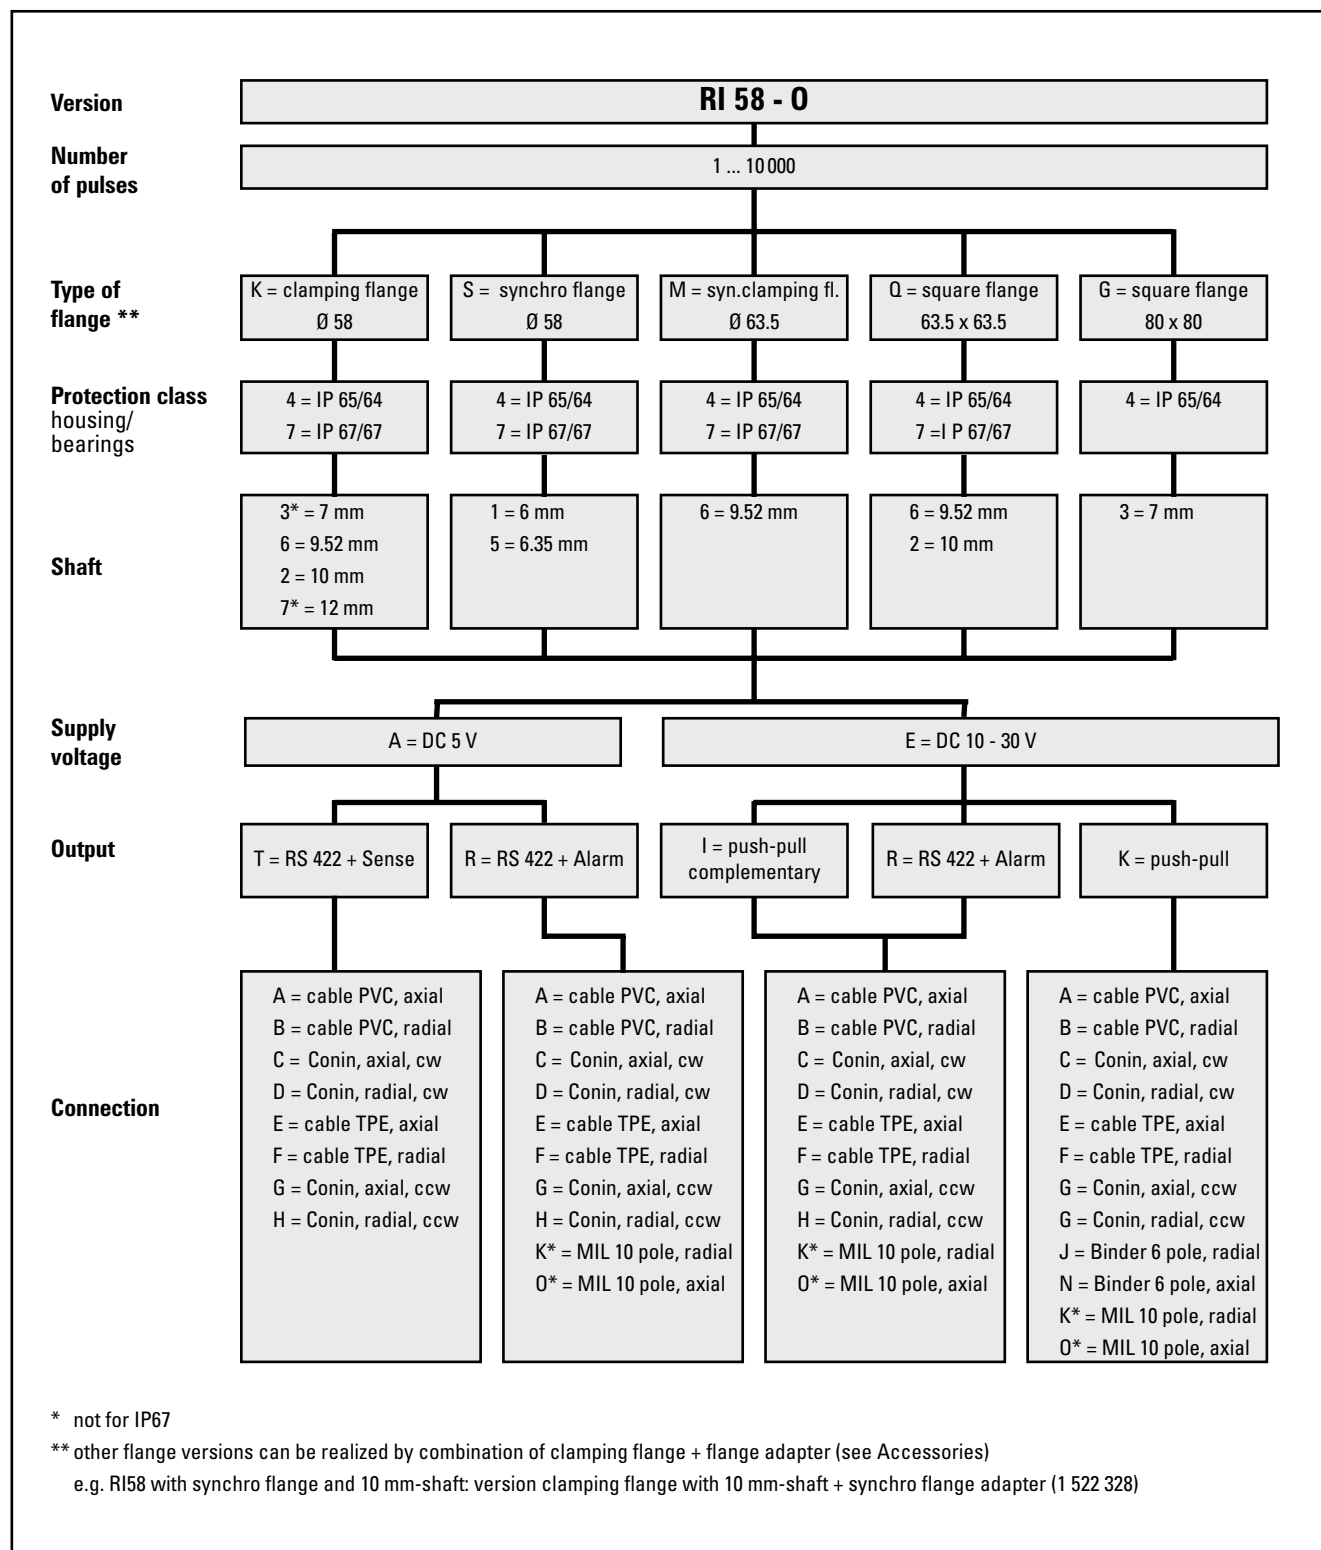 Version
RI 58 - O
Number
of pulses
1 ... 10 000
Type of
flange **
K = clamping flange
Ø 58
S = synchro flange
Ø 58
M = syn.clamping fl.
Ø 63.5
Q = square flange
63.5 x 63.5
G = square flange
80 x 80
Protection class
housing/
bearings
4 = IP 65/64
7 = IP 67/67
4 = IP 65/64
7 = IP 67/67
4 = IP 65/64
7 = IP 67/67
4 = IP 65/64
7 =I P 67/67
4 = IP 65/64
Shaft
3* = 7 mm
6 = 9.52 mm
2 = 10 mm
7* = 12 mm
1 = 6 mm
5 = 6.35 mm
6 = 9.52 mm
6 = 9.52 mm
2 = 10 mm
3 = 7 mm
Supply
voltage
A = DC 5 V
E = DC 10 - 30 V
Output
T = RS 422 + Sense
R = RS 422 + Alarm
I = push-pull
complementary
R = RS 422 + Alarm
K = push-pull
Connection
A = cable PVC, axial
B = cable PVC, radial
C = Conin, axial, cw
D = Conin, radial, cw
E = cable TPE, axial
F = cable TPE, radial
G = Conin, axial, ccw
H = Conin, radial, ccw
A = cable PVC, axial
B = cable PVC, radial
C = Conin, axial, cw
D = Conin, radial, cw
E = cable TPE, axial
F = cable TPE, radial
G = Conin, axial, ccw
H = Conin, radial, ccw
K* = MIL 10 pole, radial
O* = MIL 10 pole, axial
A = cable PVC, axial
B = cable PVC, radial
C = Conin, axial, cw
D = Conin, radial, cw
E = cable TPE, axial
F = cable TPE, radial
G = Conin, axial, ccw
H = Conin, radial, ccw
K* = MIL 10 pole, radial
O* = MIL 10 pole, axial
A = cable PVC, axial
B = cable PVC, radial
C = Conin, axial, cw
D = Conin, radial, cw
E = cable TPE, axial
F = cable TPE, radial
G = Conin, axial, ccw
G = Conin, radial, ccw
J = Binder 6 pole, radial
N = Binder 6 pole, axial
K* = MIL 10 pole, radial
O* = MIL 10 pole, axial
* not for IP67
** other flange versions can be realized by combination of clamping flange + flange adapter (see Accessories)
e.g. RI58 with synchro flange and 10 mm-shaft: version clamping flange with 10 mm-shaft + synchro flange adapter (1 522 328)